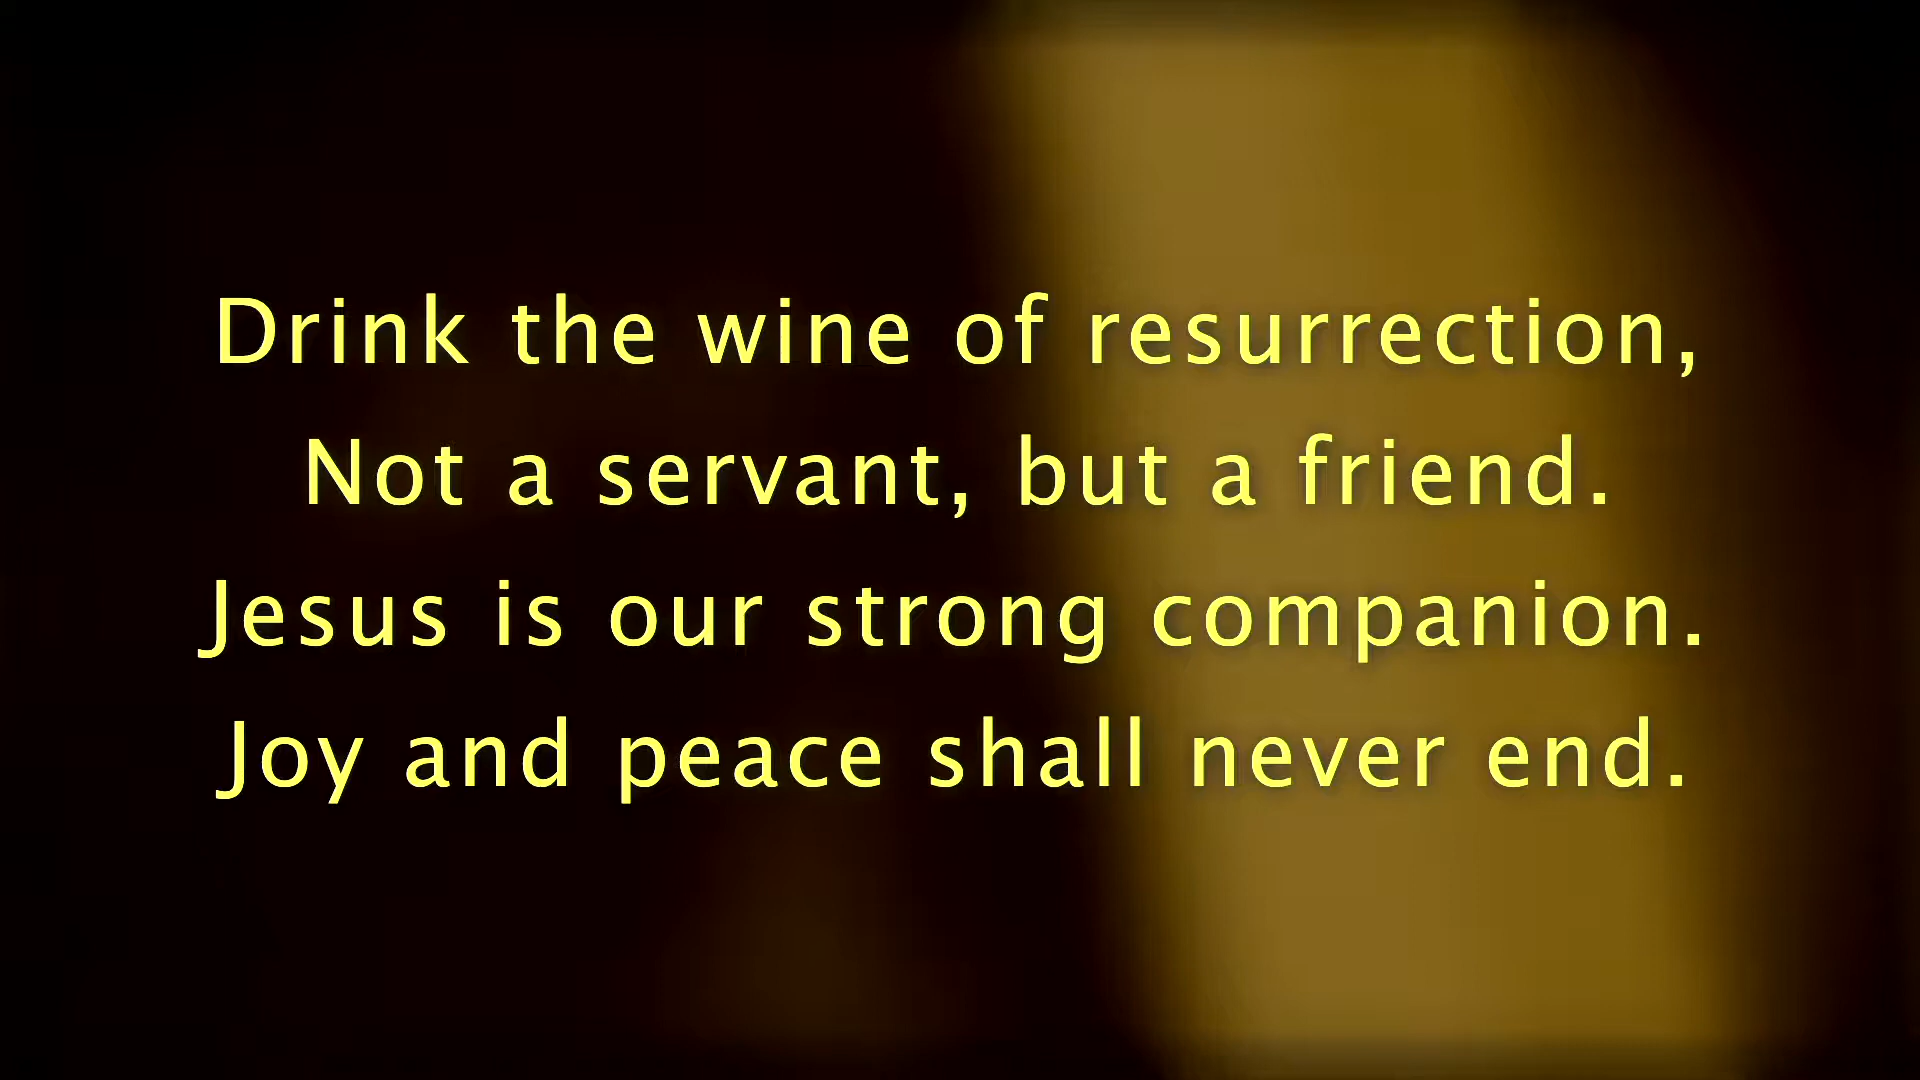 Drink the wine of resurrection,
Not a servant, but a friend.
Jesus is our strong companion.
Joy and peace shall never end.